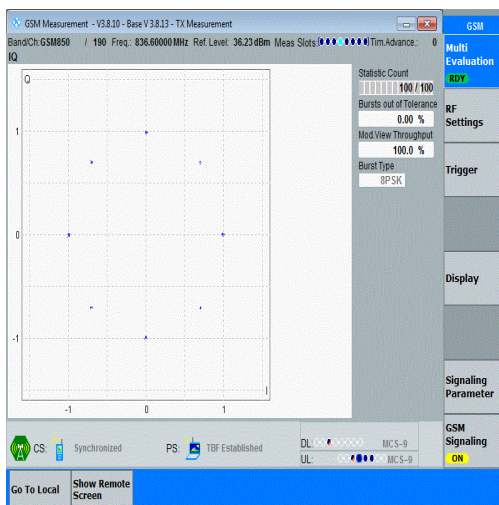 GSM Measurement - V3.8.10 - Base V 3.8.13 - TX Measurement
GSM
Band/Ch: GSM850 / 190 Freq.: 836.60000 MHz Ref. Level: 36.23 dBm Meas Slots: Tim.Advance.: 0
IQ
Multi
Evaluation
RDY
Q
Statistic Count
100 / 100
Bursts out of Tolerance
0.00 %
Mod.View Throughput
100.0 %
Burst Type
8PSK
RF
Settings
Trigger
Display
Signaling
Parameter
GSM
Signaling
ON
1
0
-1
I
-1 0 1
CS: Synchronized PS: TBF Established
DL: MCS-9
UL: MCS-9
Go To Local
Show Remote
Screen